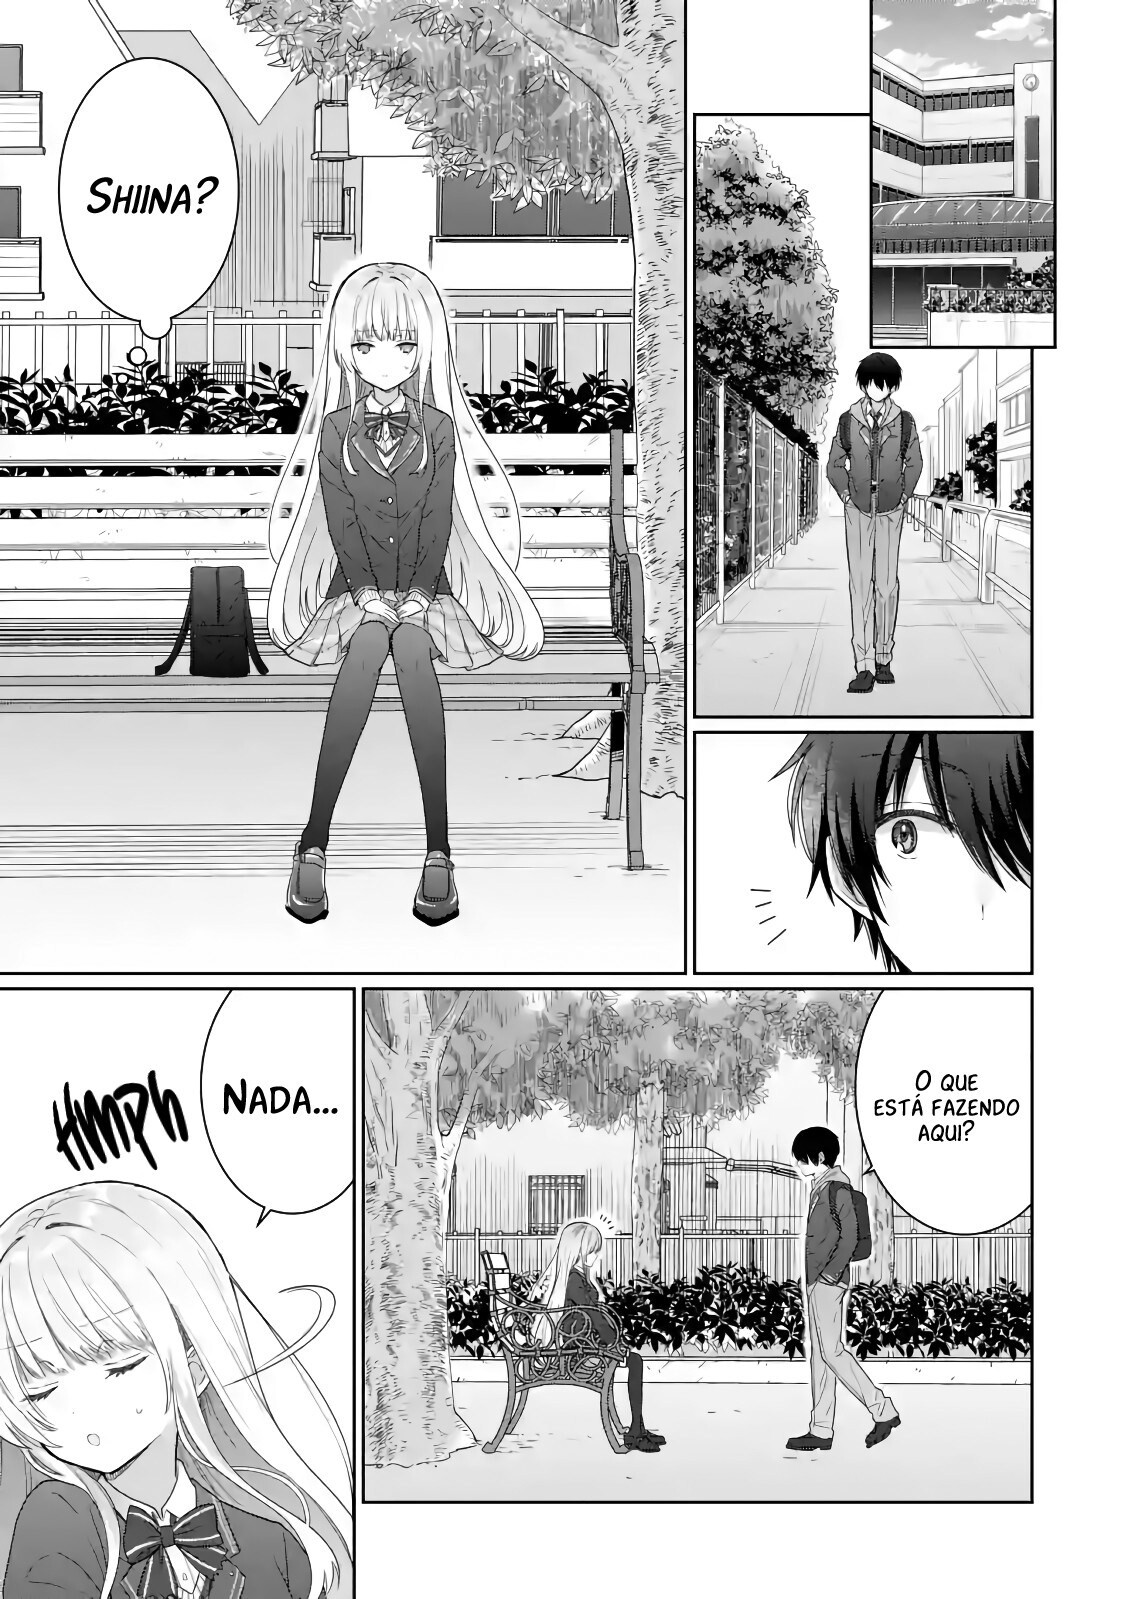 SHIINA?
O QUE
ESTÁ FAZENDO
AQUI?
NADA...
HMPH